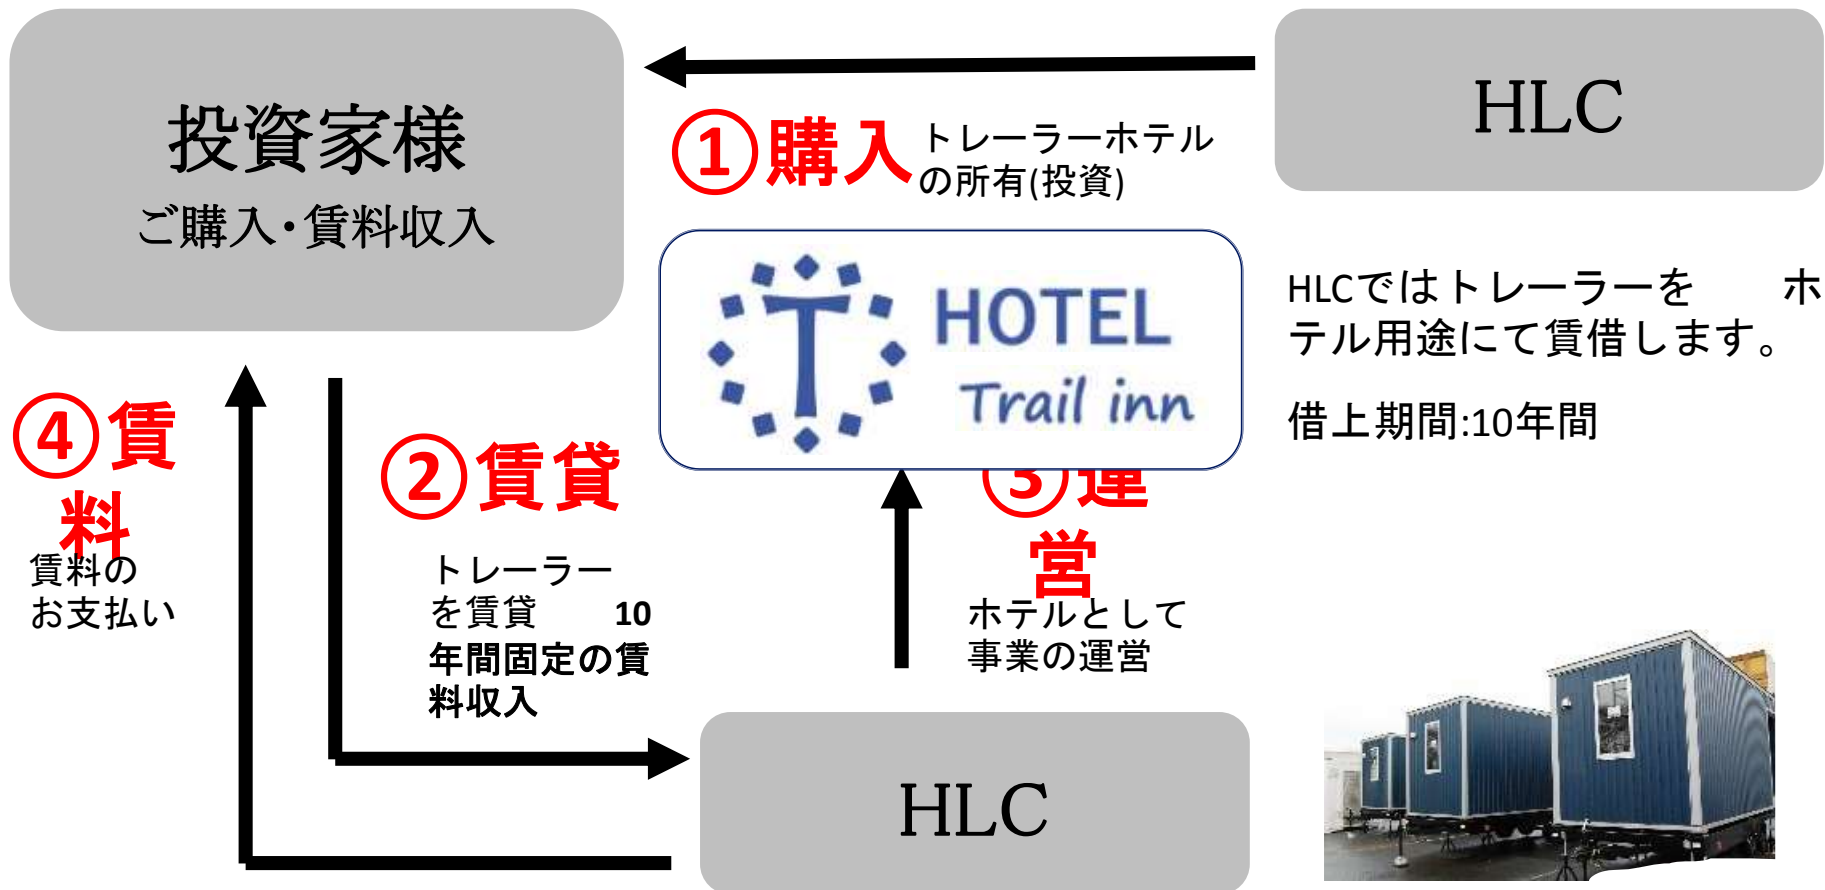 投資家様
ご購入・賃料収入
①購入
トレーラーホテル
の所有(投資)
HLC
HOTEL
Trail inn
HLCではトレーラーを　　ホ
テル用途にて賃借します。
借上期間:10年間
④賃
料
賃料の
お支払い
②賃貸
トレーラー
を賃貸　　10
年間固定の賃
料収入
③運
営
ホテルとして
事業の運営
HLC